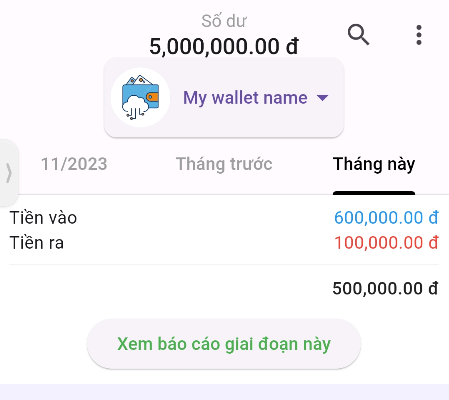 Số dư
5,000,000.00 đ
My wallet name
11/2023 Tháng trước Tháng này
Tiền vào 600,000.00 đ
Tiền ra 100,000.00 đ
500,000.00 đ
Xem báo cáo giai đoạn này